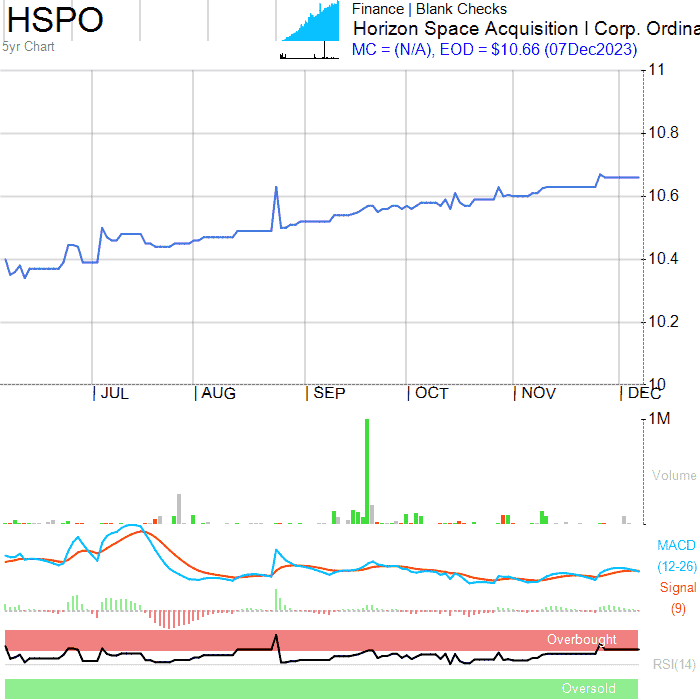 HSPO
5yr Chart
Finance | Blank Checks
Horizon Space Acquisition I Corp. Ordina
MC = (N/A), EOD = $10.66 (07Dec2023)
11
10.8
10.6
10.4
10.2
10
| JUL | AUG | SEP | OCT | NOV | DEC
1M
Volume
MACD
(12-26)
Signal
(9)
Overbought
RSI(14)
Oversold